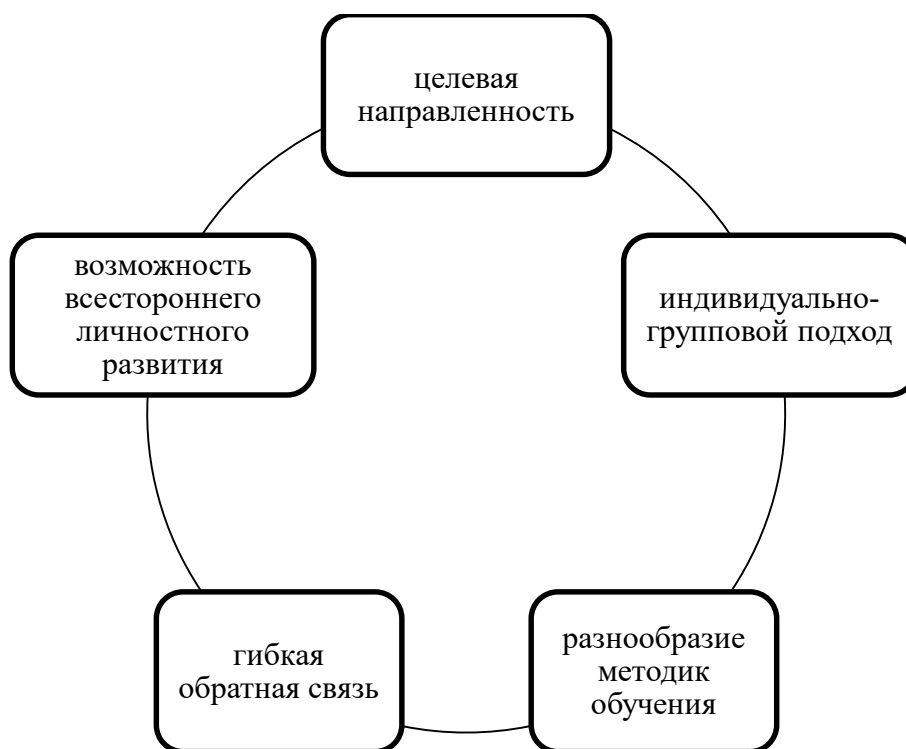 целевая
направленность
индивидуально-
групповой подход
разнообразие
методик
обучения
гибкая
обратная связь
возможность
всестороннего
личностного
развития